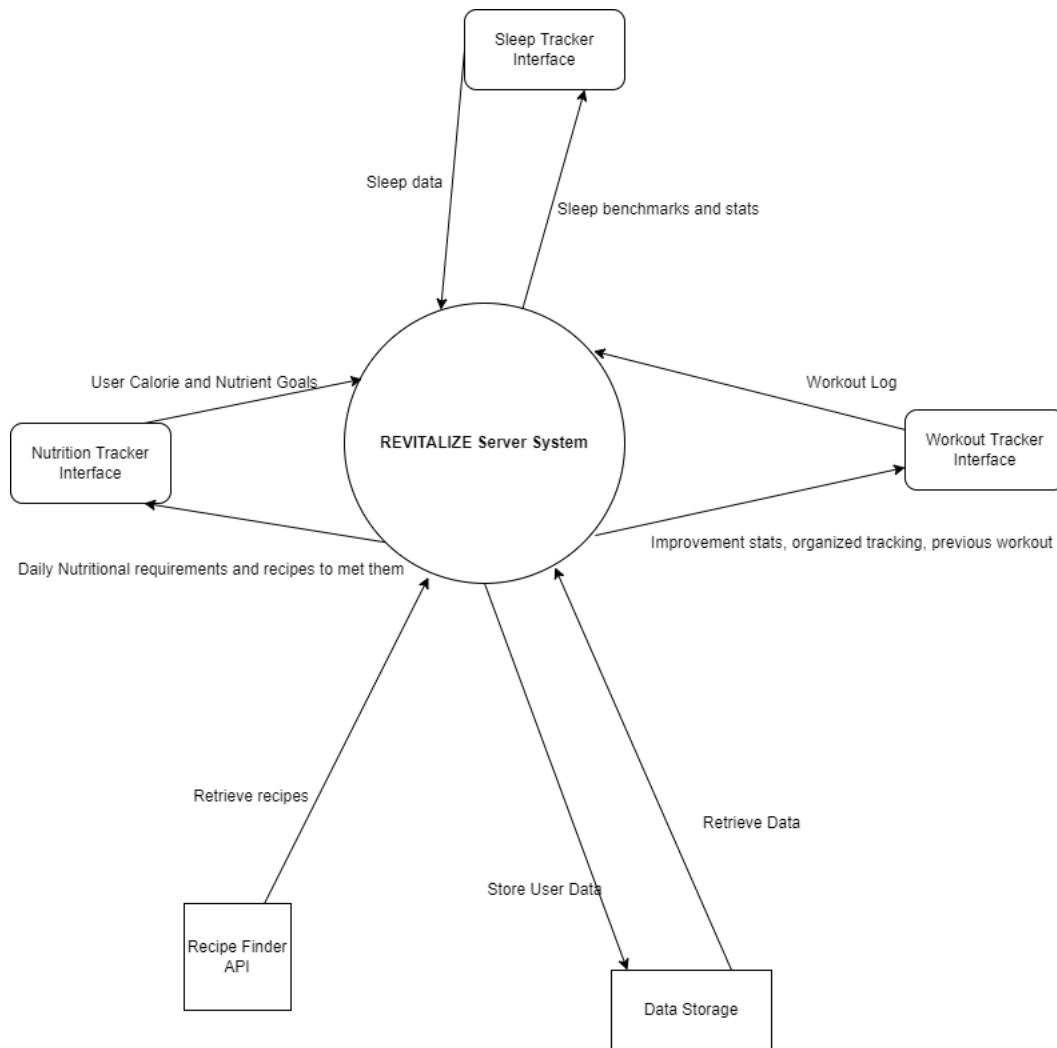 Sleep Tracker
Interface
Sleep data
Sleep benchmarks and stats
User Calorie and Nutrient Goals
Workout Log
REVITALIZE Server System
Nutrition Tracker
Interface
Workout Tracker
Interface
Improvement stats, organized tracking, previous workout
Daily Nutritional requirements and recipes to met them
Retrieve recipes
Retrieve Data
Store User Data
Recipe Finder
API
Data Storage